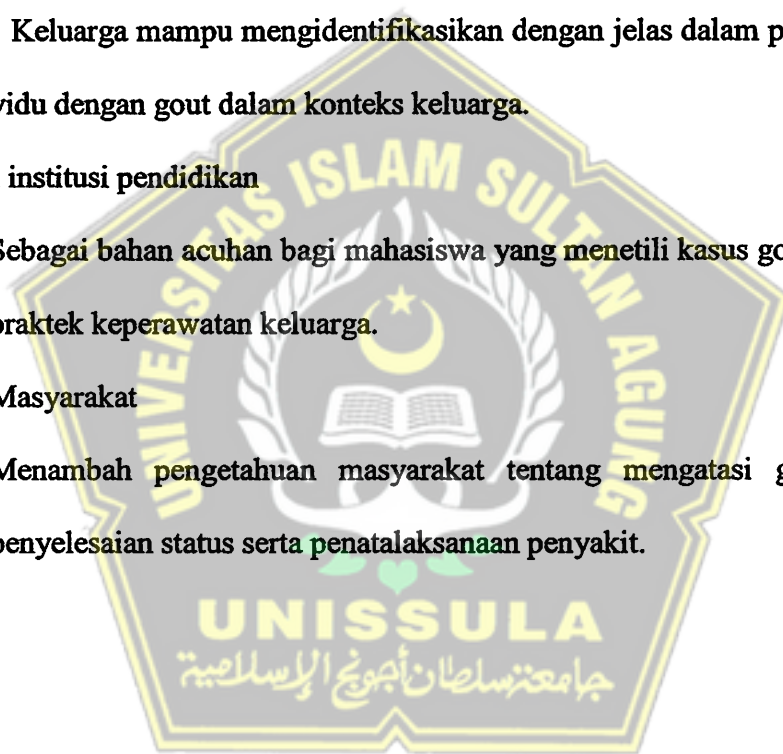 Keluarga mampu mengidentifikasikan dengan jelas dalam p
vidu dengan gout dalam konteks keluarga.
institusi pendidikan
Sebagai bahan acuhan bagi mahasiswa yang menetili kasus go
praktek keperawatan keluarga.
Masyarakat
Menambah pengetahuan masyarakat tentang mengatasi g
penyelesaian status serta penatalaksanaan penyakit.
UNIVERSITAS ISLAM SULTAN AGUNG
UNISSULA
جامعة سلطان أجونج الإسلامية